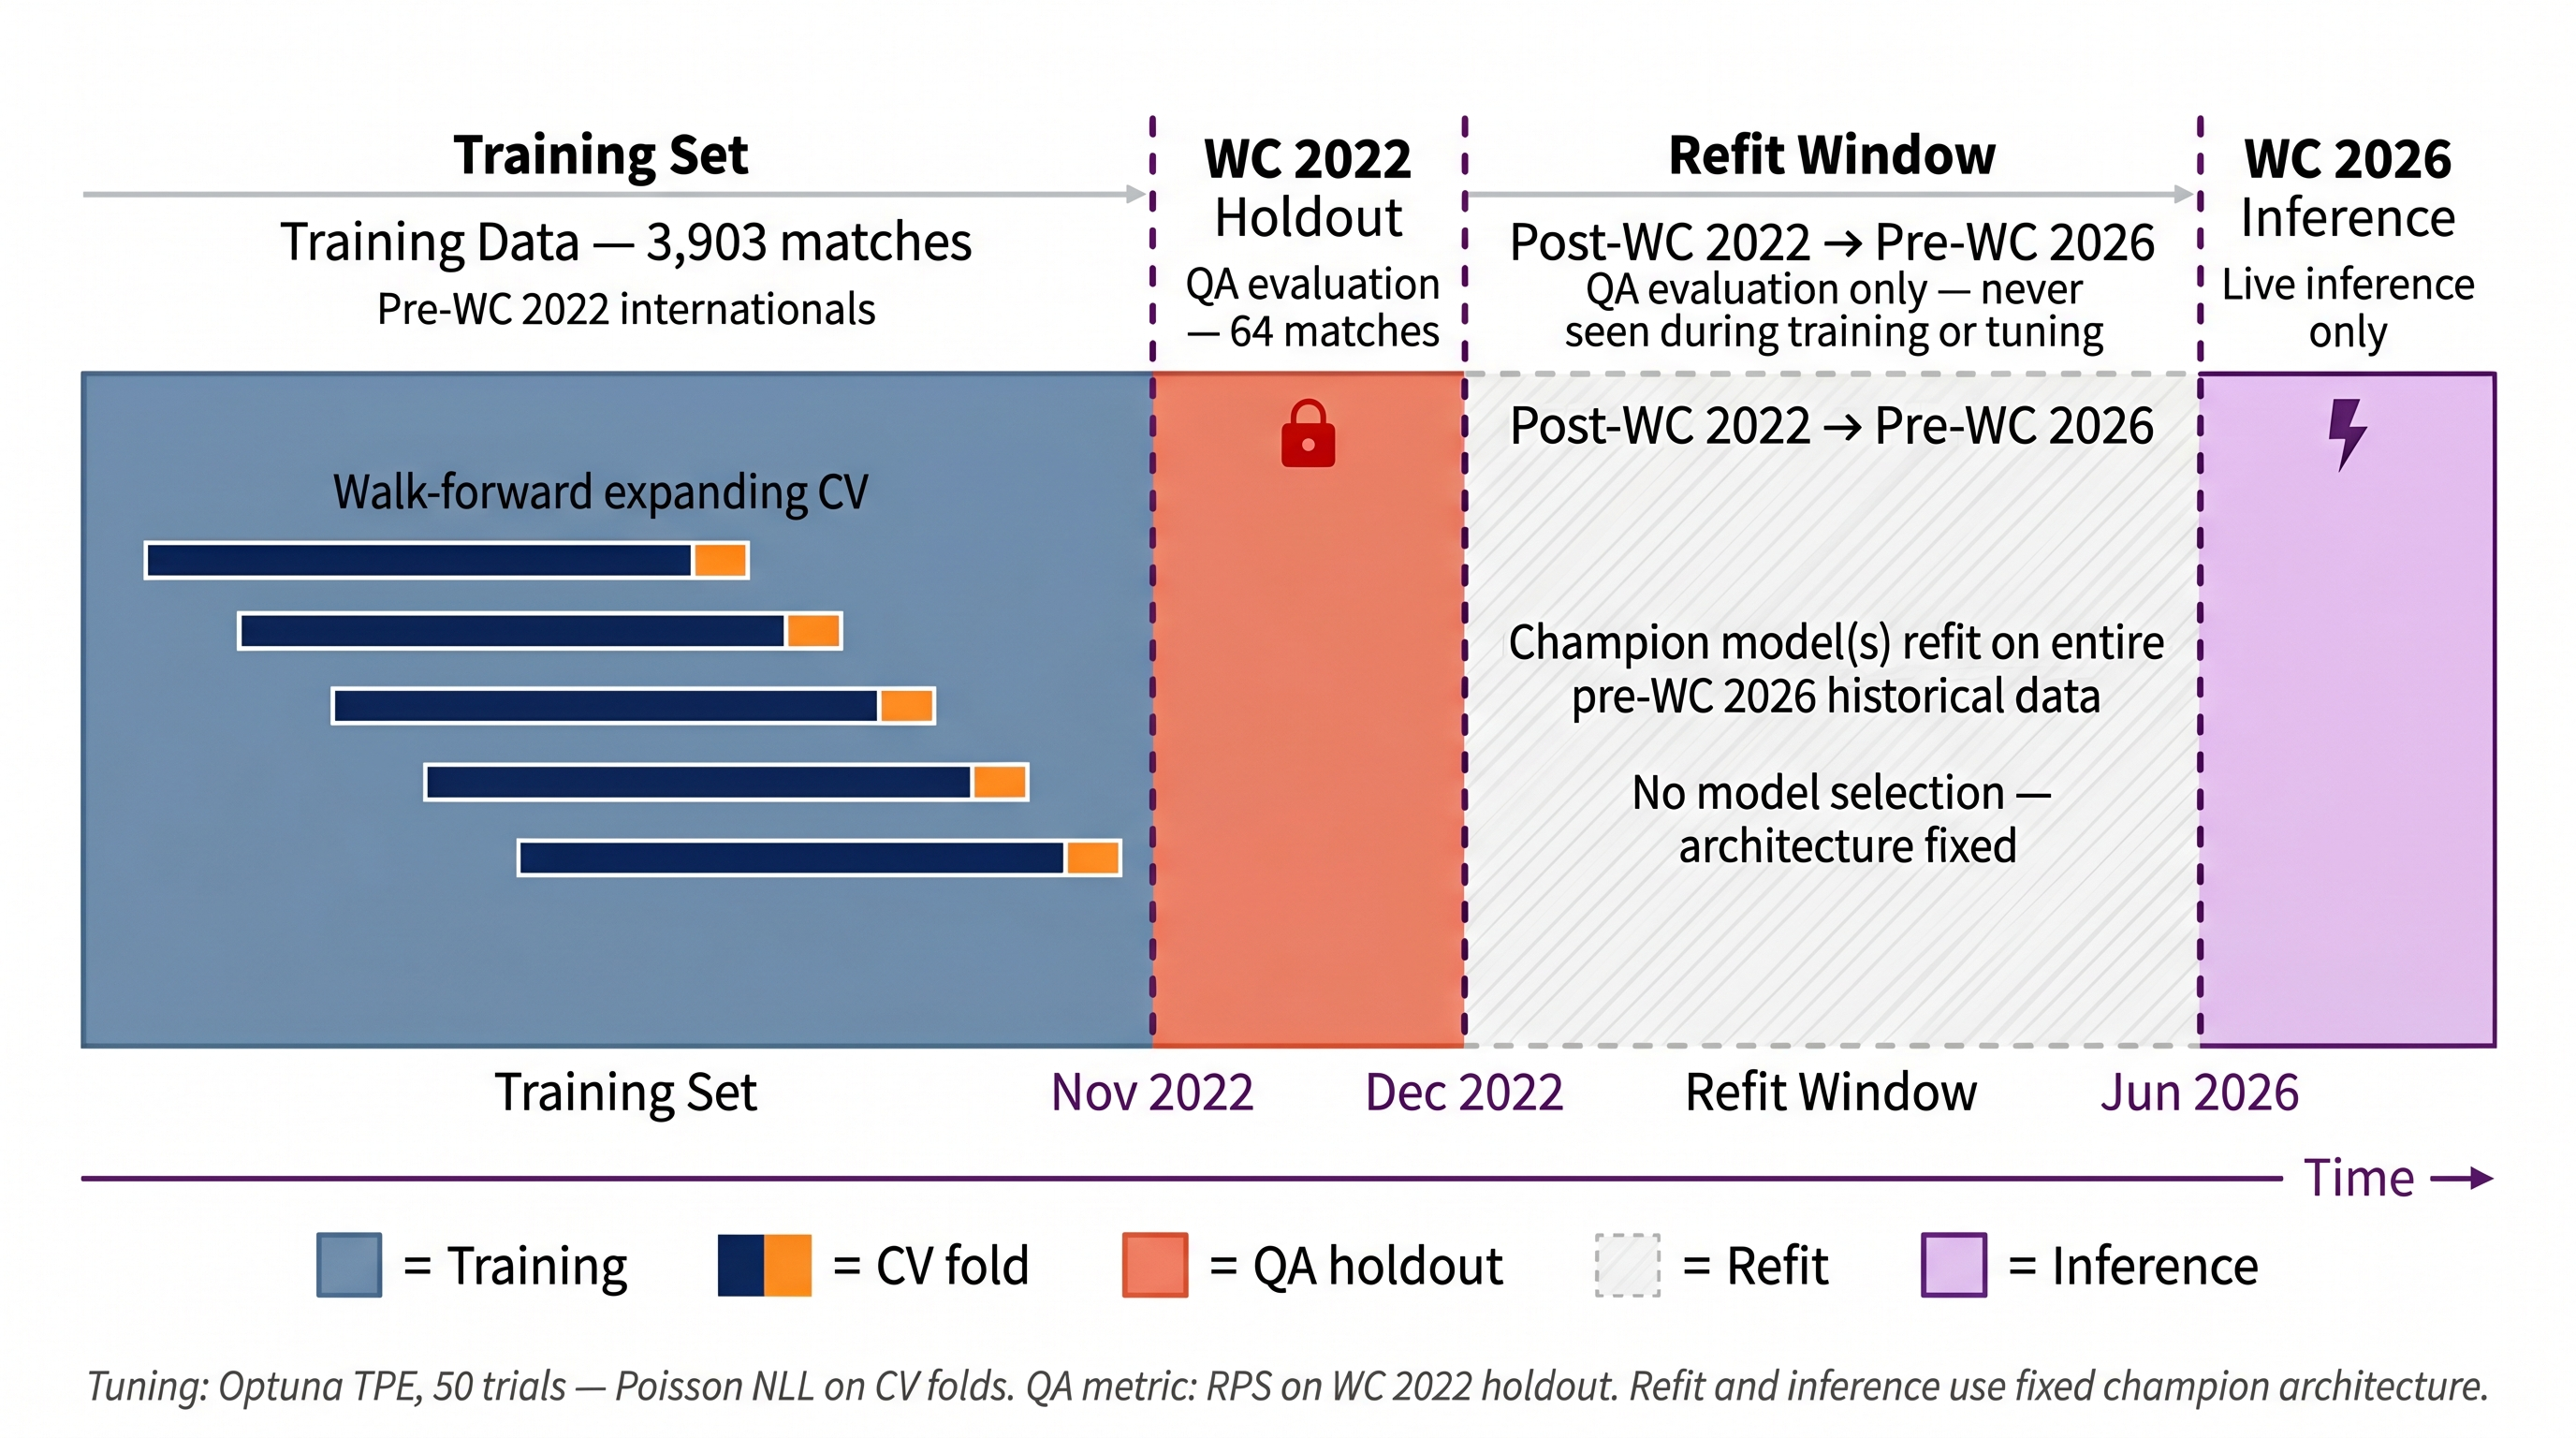 Training Set
Training Data — 3,903 matches
Pre-WC 2022 internationals
WC 2022
Holdout
QA evaluation
— 64 matches
Refit Window
Post-WC 2022 → Pre-WC 2026
QA evaluation only — never
seen during training or tuning
WC 2026
Inference
Live inference
only
Walk-forward expanding CV
Post-WC 2022 → Pre-WC 2026
Champion model(s) refit on entire
pre-WC 2026 historical data
No model selection —
architecture fixed
Training Set
Nov 2022
Dec 2022
Refit Window
Jun 2026
Time
= Training
= CV fold
= QA holdout
= Refit
= Inference
Tuning: Optuna TPE, 50 trials — Poisson NLL on CV folds. QA metric: RPS on WC 2022 holdout. Refit and inference use fixed champion architecture.